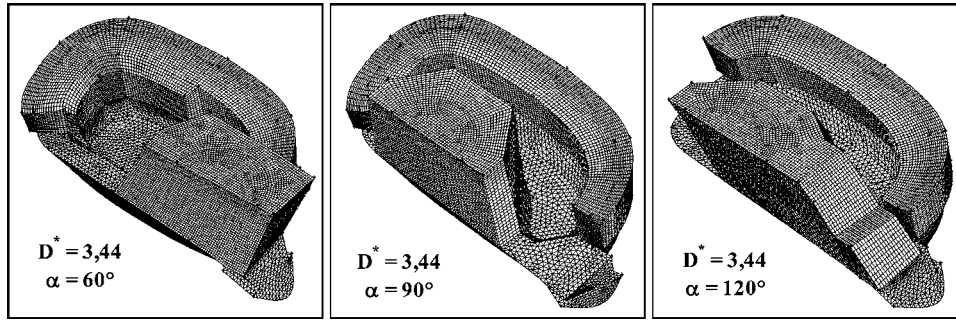 D* = 3,44
α = 60°
D* = 3,44
α = 90°
D* = 3,44
α = 120°